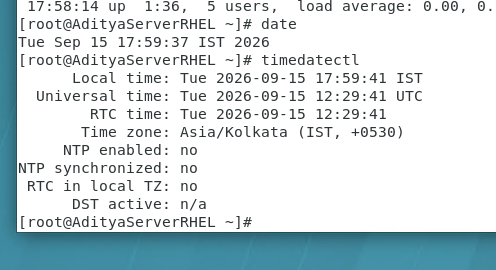 17:58:14 up  1:36,  5 users,  load average: 0.00, 0.
[root@AdityaServerRHEL ~]# date
Tue Sep 15 17:59:37 IST 2026
[root@AdityaServerRHEL ~]# timedatectl
      Local time: Tue 2026-09-15 17:59:41 IST
  Universal time: Tue 2026-09-15 12:29:41 UTC
        RTC time: Tue 2026-09-15 12:29:41
       Time zone: Asia/Kolkata (IST, +0530)
     NTP enabled: no
NTP synchronized: no
 RTC in local TZ: no
      DST active: n/a
[root@AdityaServerRHEL ~]#